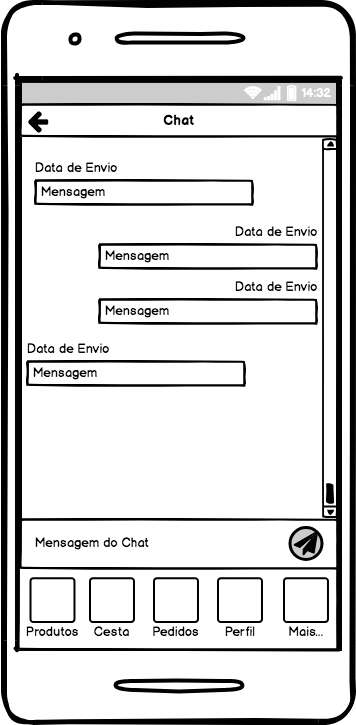 14:32
Chat
Data de Envio
Mensagem
Data de Envio
Mensagem
Data de Envio
Mensagem
Data de Envio
Mensagem
Mensagem do Chat
Produtos Cesta Pedidos Perfil Mais...